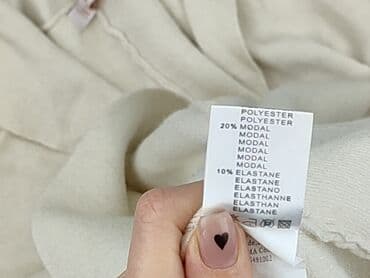 POLYESTER
POLYESTER
20% MODAL
MODAL
MODAL
MODAL
MODAL
MODAL
10% ELASTANE
ELASTANE
ELASTANO
ELASTHANNE
ELASTHAN
ELASTANE